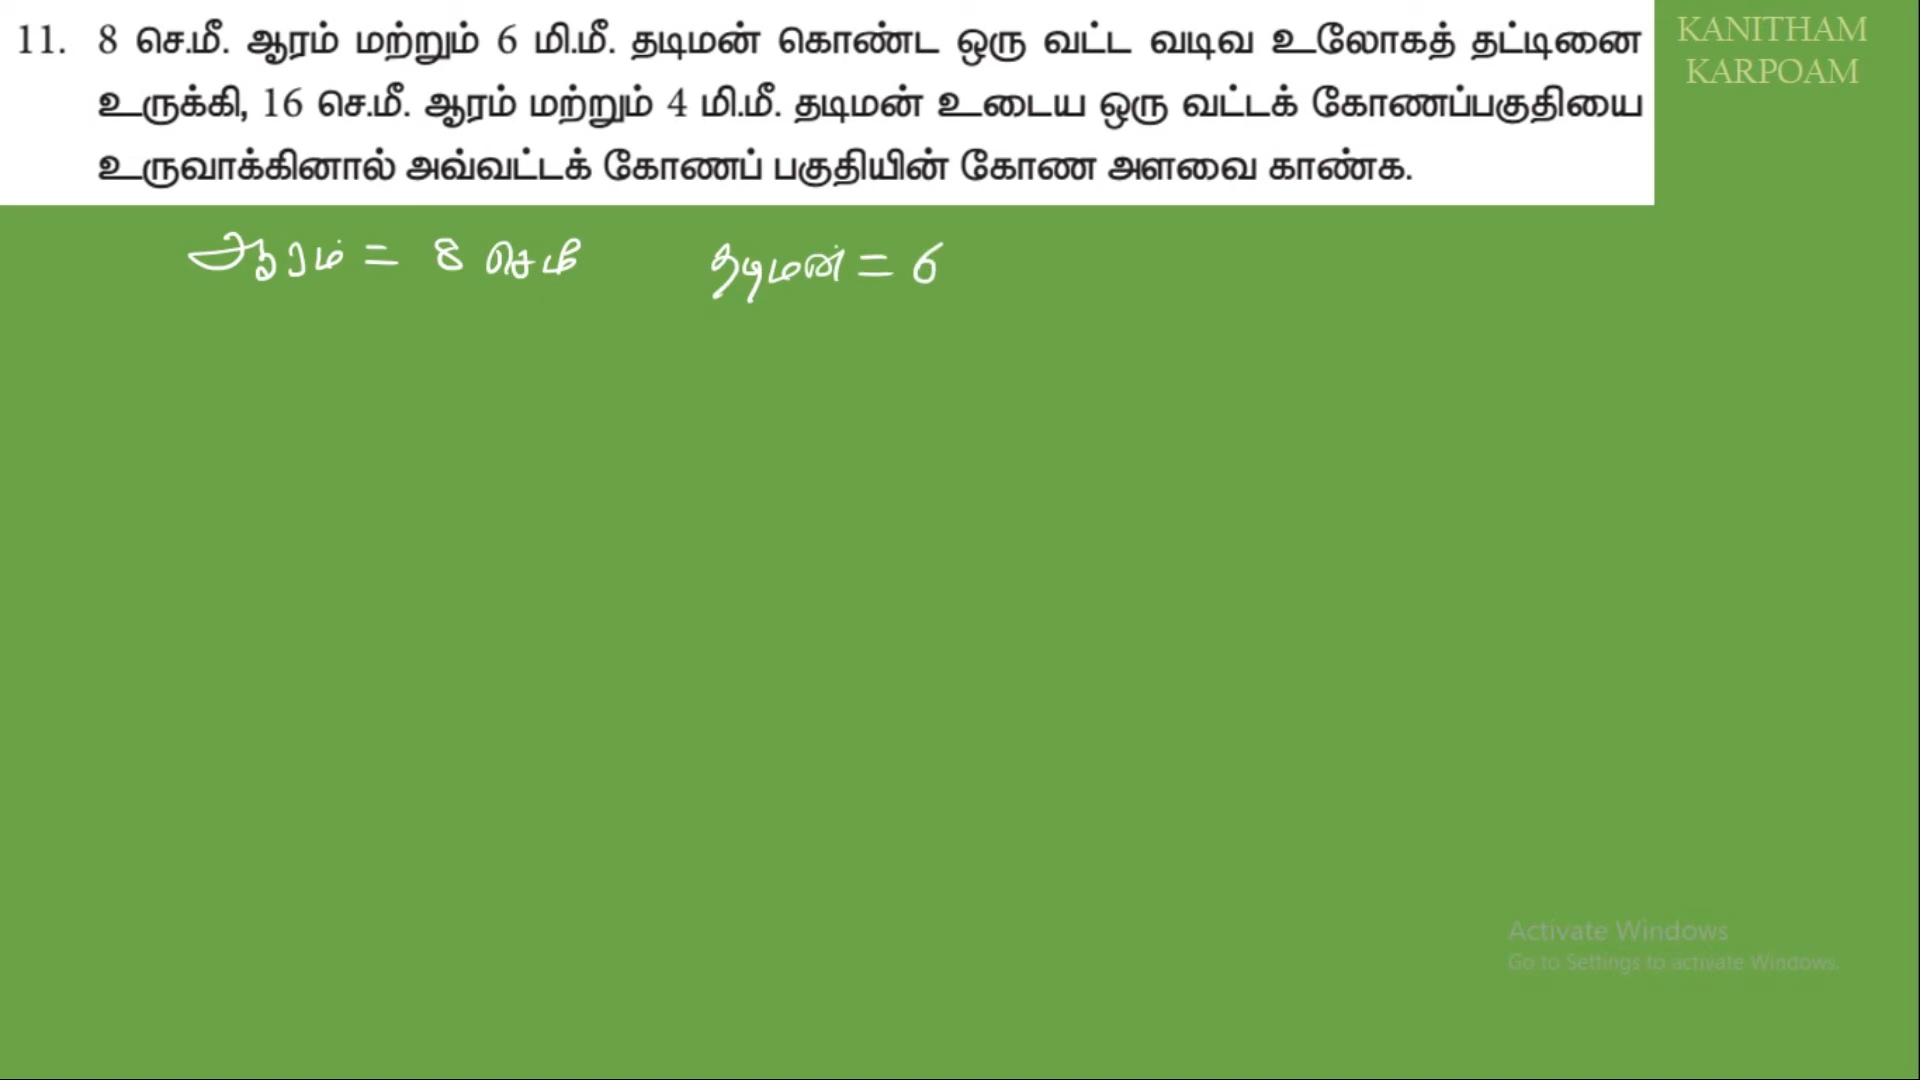 11. 8 செ.மீ. ஆரம் மற்றும் 6 மி.மீ. தடிமன் கொண்ட ஒரு வட்ட வடிவ உலோகத் தட்டினை
உருக்கி, 16 செ.மீ. ஆரம் மற்றும் 4 மி.மீ. தடிமன் உடைய ஒரு வட்டக் கோணப்பகுதியை
உருவாக்கினால் அவ்வட்டக் கோணப் பகுதியின் கோண அளவை காண்க.
KANITHAM
KARPOAM
ஆரம் = 8 செமீ தடிமன் = 6
Activate Windows
Go to Settings to activate Windows.